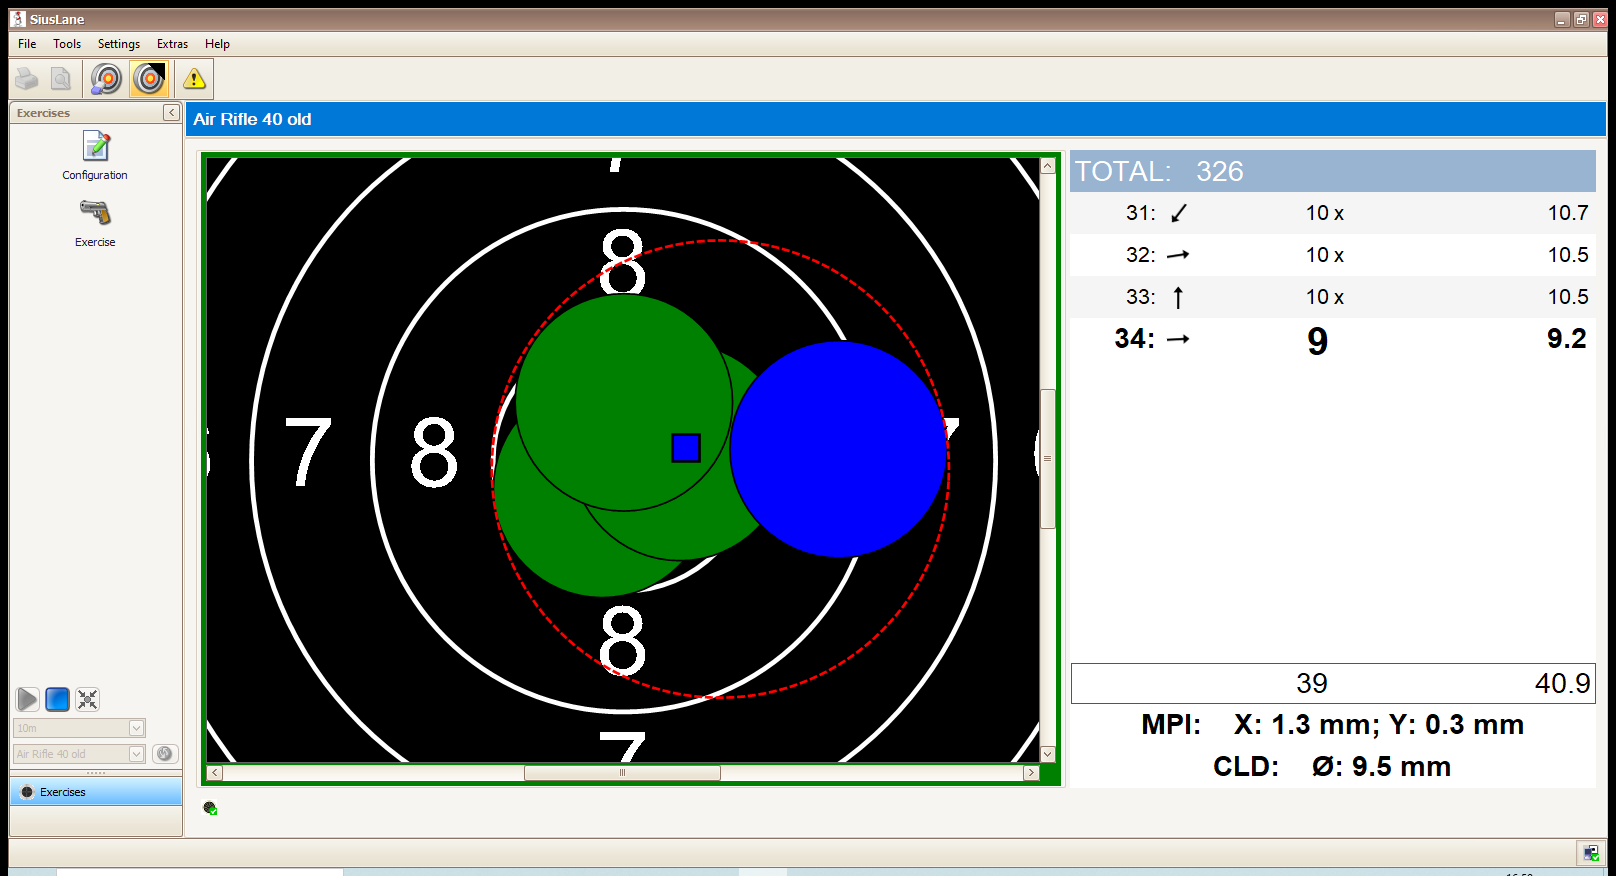 SiusLane
File Tools Settings Extras Help
Exercises
Configuration
Exercise
10m
Air Rifle 40 old
Exercises
Air Rifle 40 old
8
7 8
8
7
TOTAL: 326
31: 10 x 10.7
32: 10 x 10.5
33: 10 x 10.5
34: 9 9.2
39 40.9
MPI: X: 1.3 mm; Y: 0.3 mm
CLD: Ø: 9.5 mm